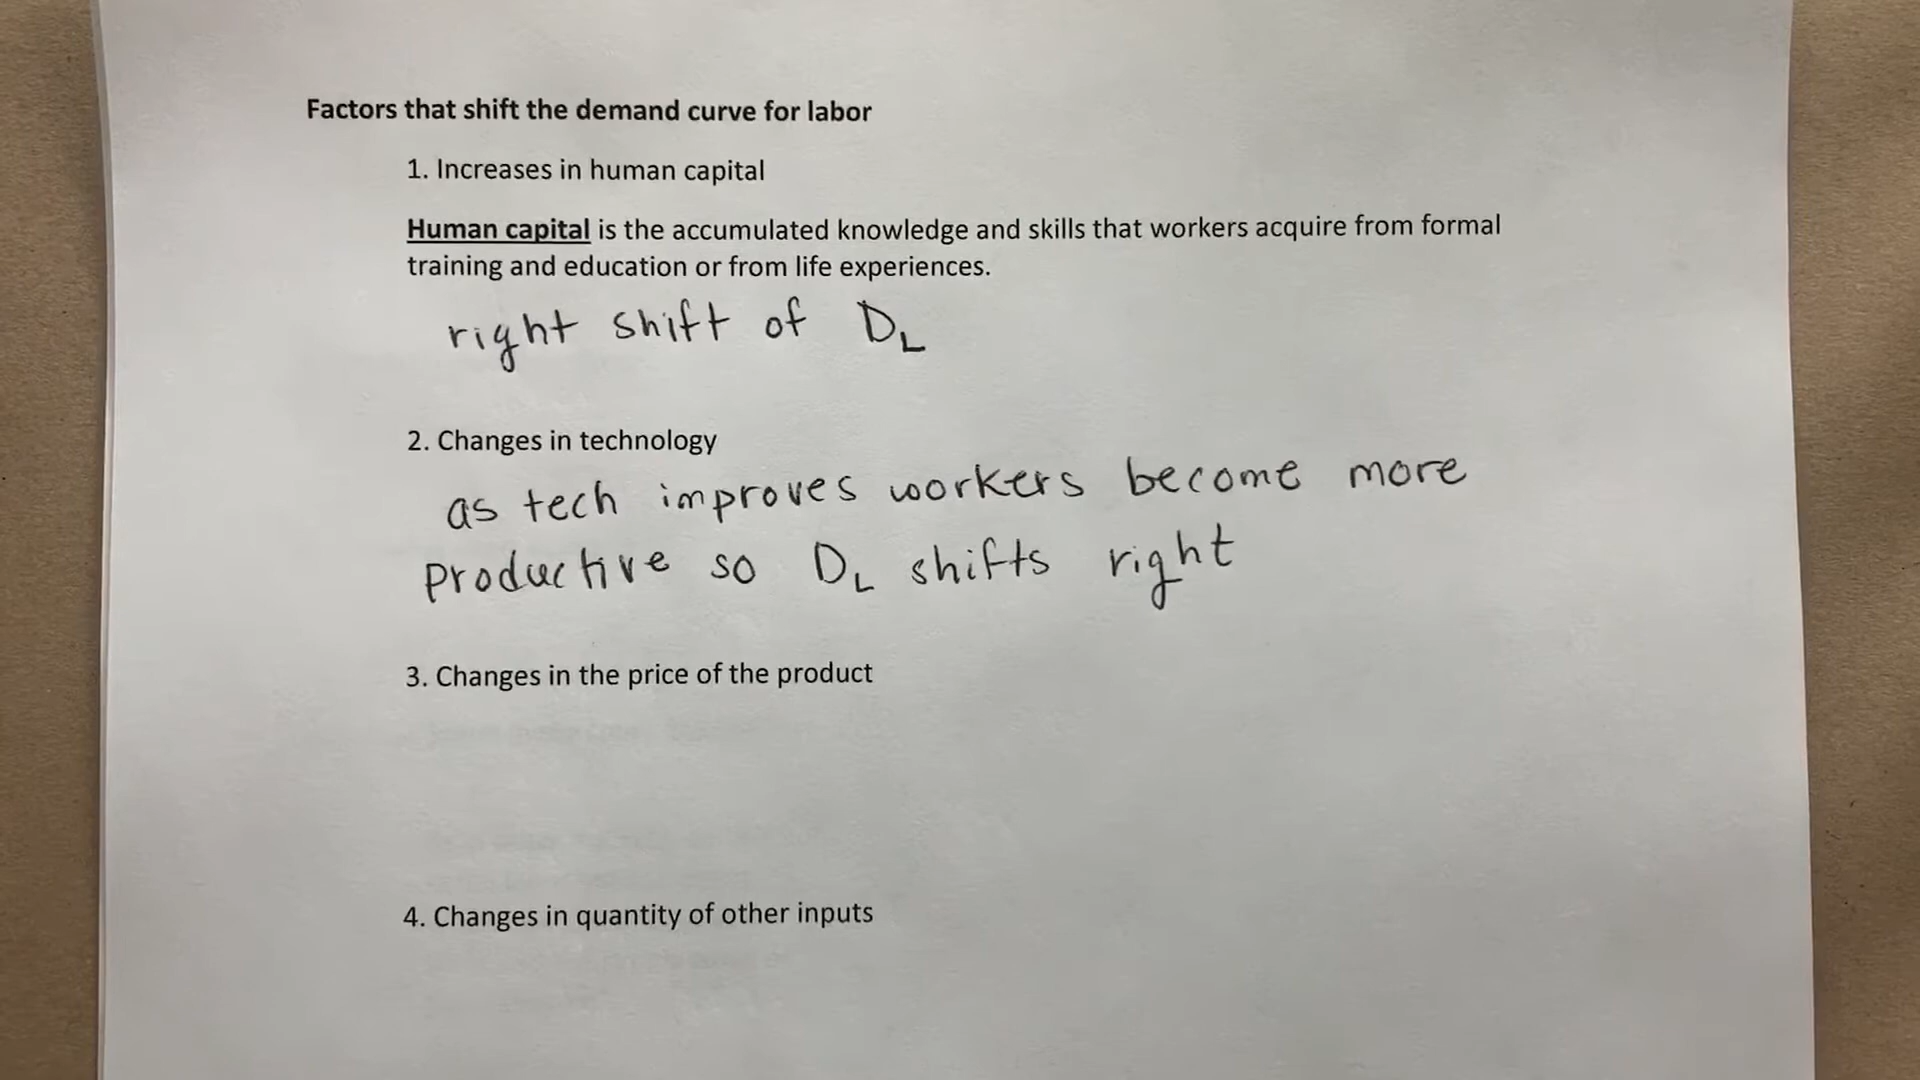 Factors that shift the demand curve for labor
1. Increases in human capital
Human capital is the accumulated knowledge and skills that workers acquire from formal
training and education or from life experiences.
right shift of D_L
2. Changes in technology
as tech improves workers become more
productive so D_L shifts right
3. Changes in the price of the product
4. Changes in quantity of other inputs